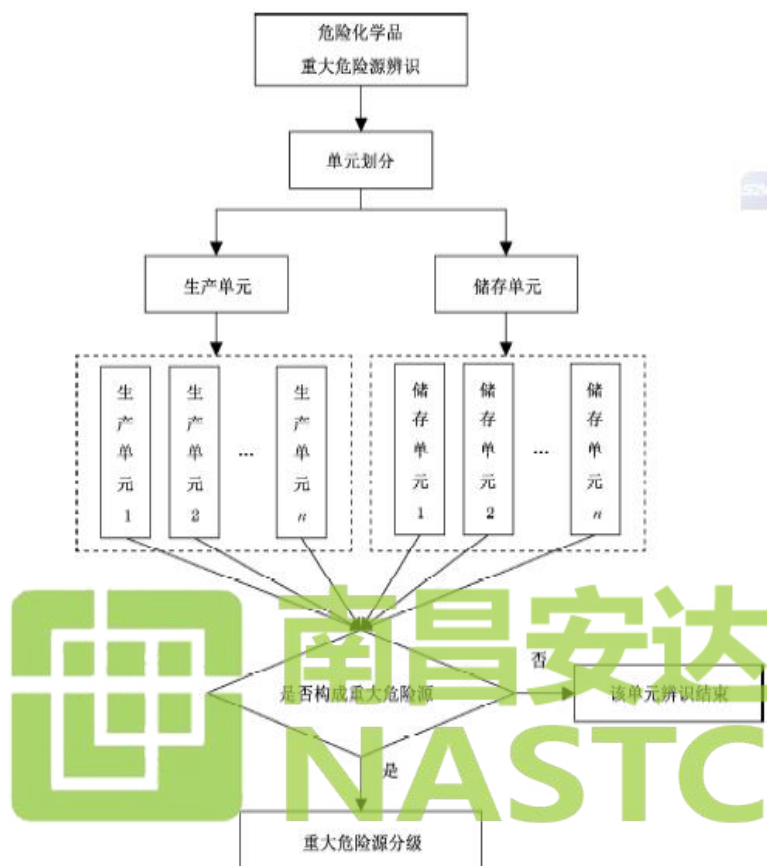 危险化学品
重大危险源辨识
单元划分
生产单元
储存单元
生产单元1
生产单元2
...
生产单元n
储存单元1
储存单元2
...
储存单元n
南昌安达
NASTC
是否构成重大危险源
否
该单元辨识结束
是
重大危险源分级